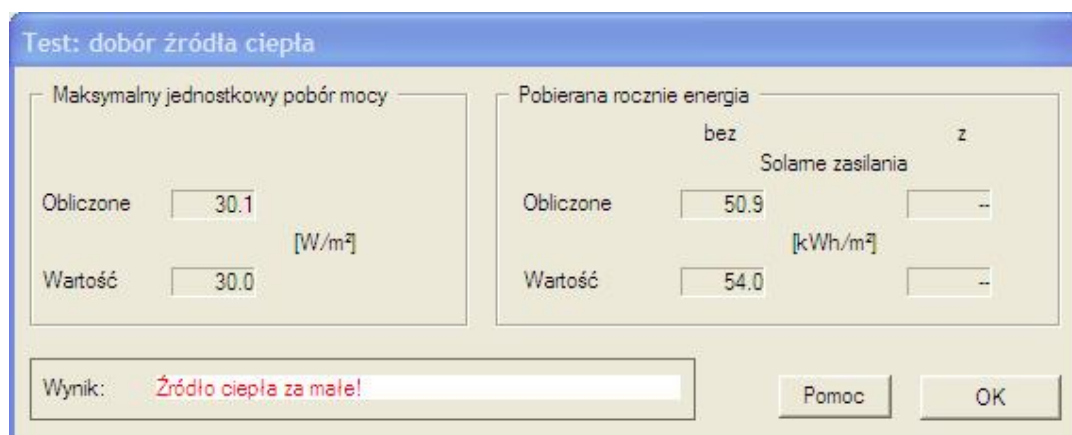 Test: dobór źródła ciepła
Maksymalny jednostkowy pobór mocy
Obliczone 30.1
[W/m²]
Wartość 30.0
Pobierana rocznie energia
bez z
Solarne zasilania
Obliczone 50.9 --
[kWh/m²]
Wartość 54.0 --
Wynik: Źródło ciepła za małe!
Pomoc OK